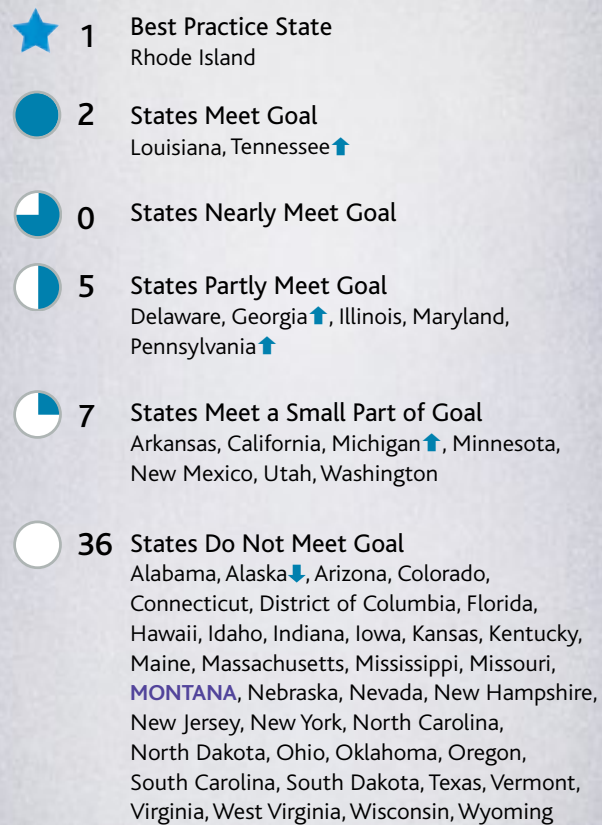 1 Best Practice State
Rhode Island
2 States Meet Goal
Louisiana, Tennessee⬆
0 States Nearly Meet Goal
5 States Partly Meet Goal
Delaware, Georgia⬆, Illinois, Maryland,
Pennsylvania⬆
7 States Meet a Small Part of Goal
Arkansas, California, Michigan⬆, Minnesota,
New Mexico, Utah, Washington
36 States Do Not Meet Goal
Alabama, Alaska⬇, Arizona, Colorado,
Connecticut, District of Columbia, Florida,
Hawaii, Idaho, Indiana, Iowa, Kansas, Kentucky,
Maine, Massachusetts, Mississippi, Missouri,
MONTANA, Nebraska, Nevada, New Hampshire,
New Jersey, New York, North Carolina,
North Dakota, Ohio, Oklahoma, Oregon,
South Carolina, South Dakota, Texas, Vermont,
Virginia, West Virginia, Wisconsin, Wyoming